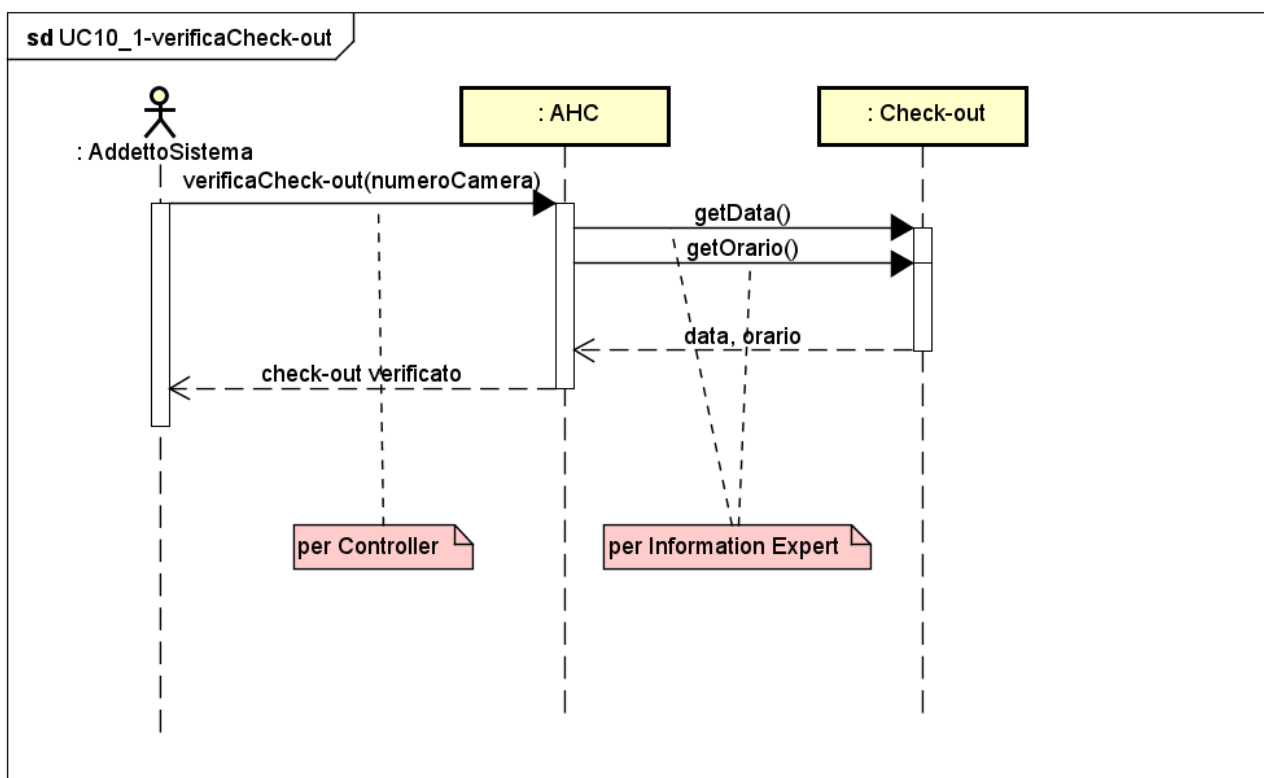 sd UC10_1-verificaCheck-out
: AddettoSistema
: AHC
: Check-out
verificaCheck-out(numeroCamera)
getData()
getOrario()
data, orario
check-out verificato
per Controller
per Information Expert